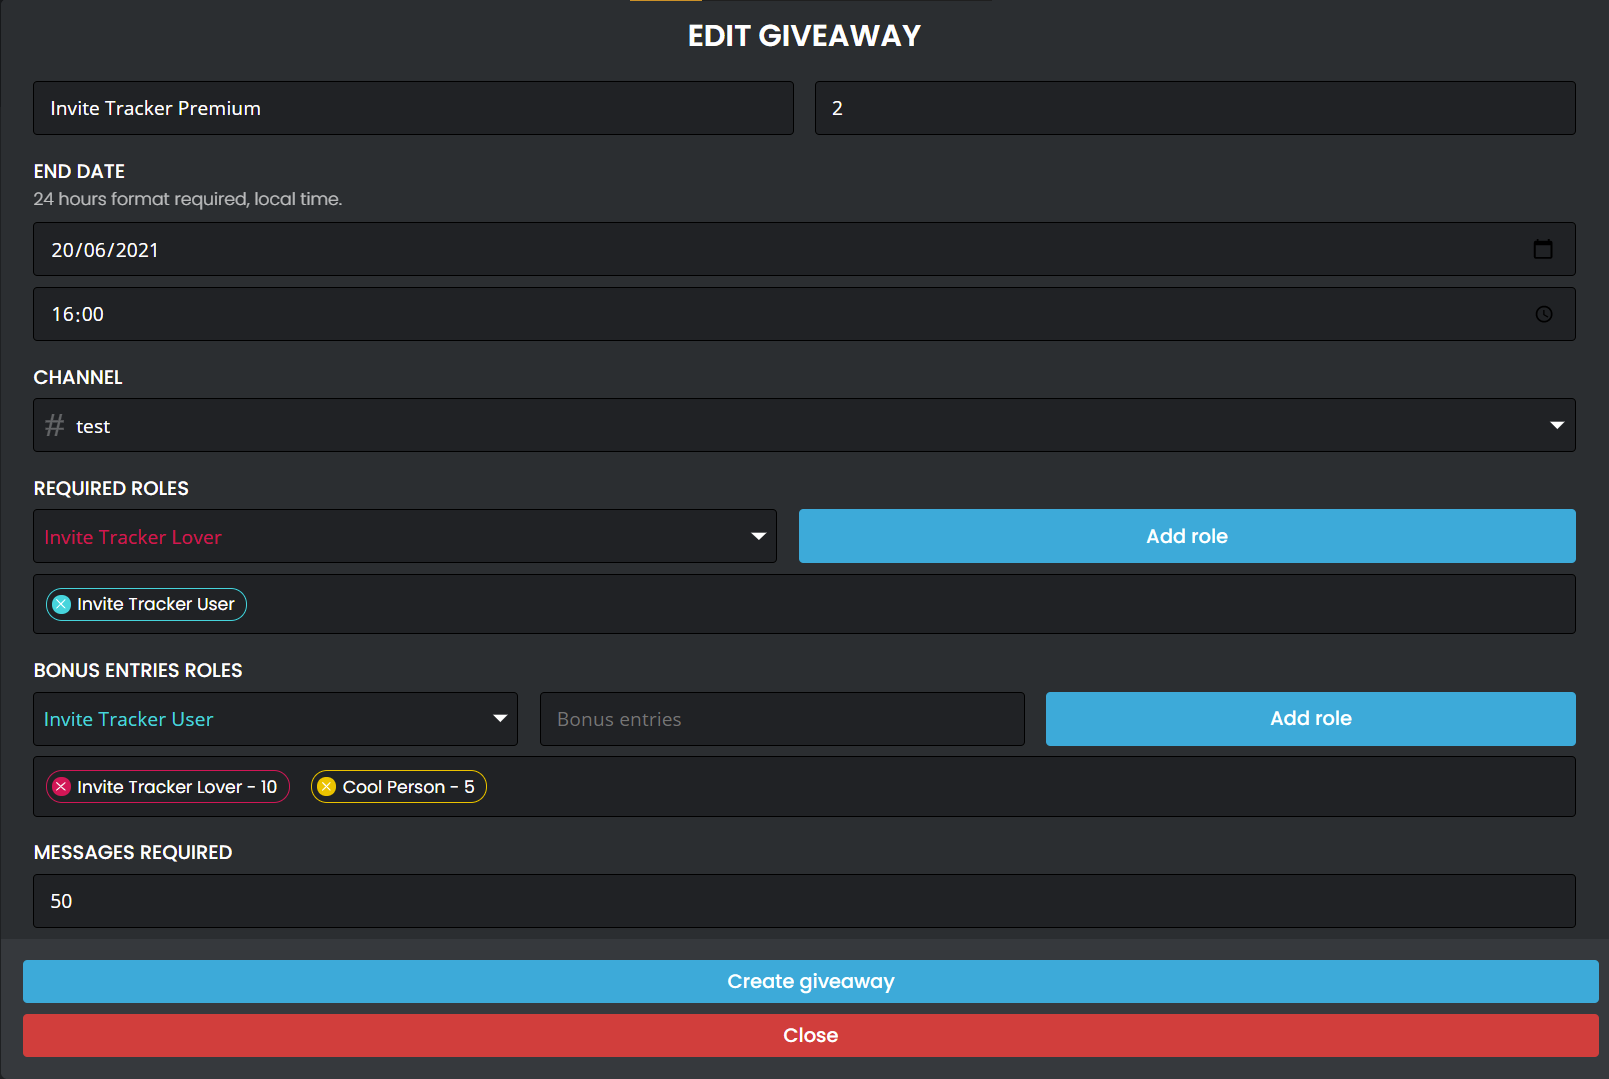 EDIT GIVEAWAY
Invite Tracker Premium
2
END DATE
24 hours format required, local time.
20/06/2021
16:00
CHANNEL
# test
REQUIRED ROLES
Invite Tracker Lover
Add role
Invite Tracker User
BONUS ENTRIES ROLES
Invite Tracker User
Bonus entries
Add role
Invite Tracker Lover - 10
Cool Person - 5
MESSAGES REQUIRED
50
Create giveaway
Close